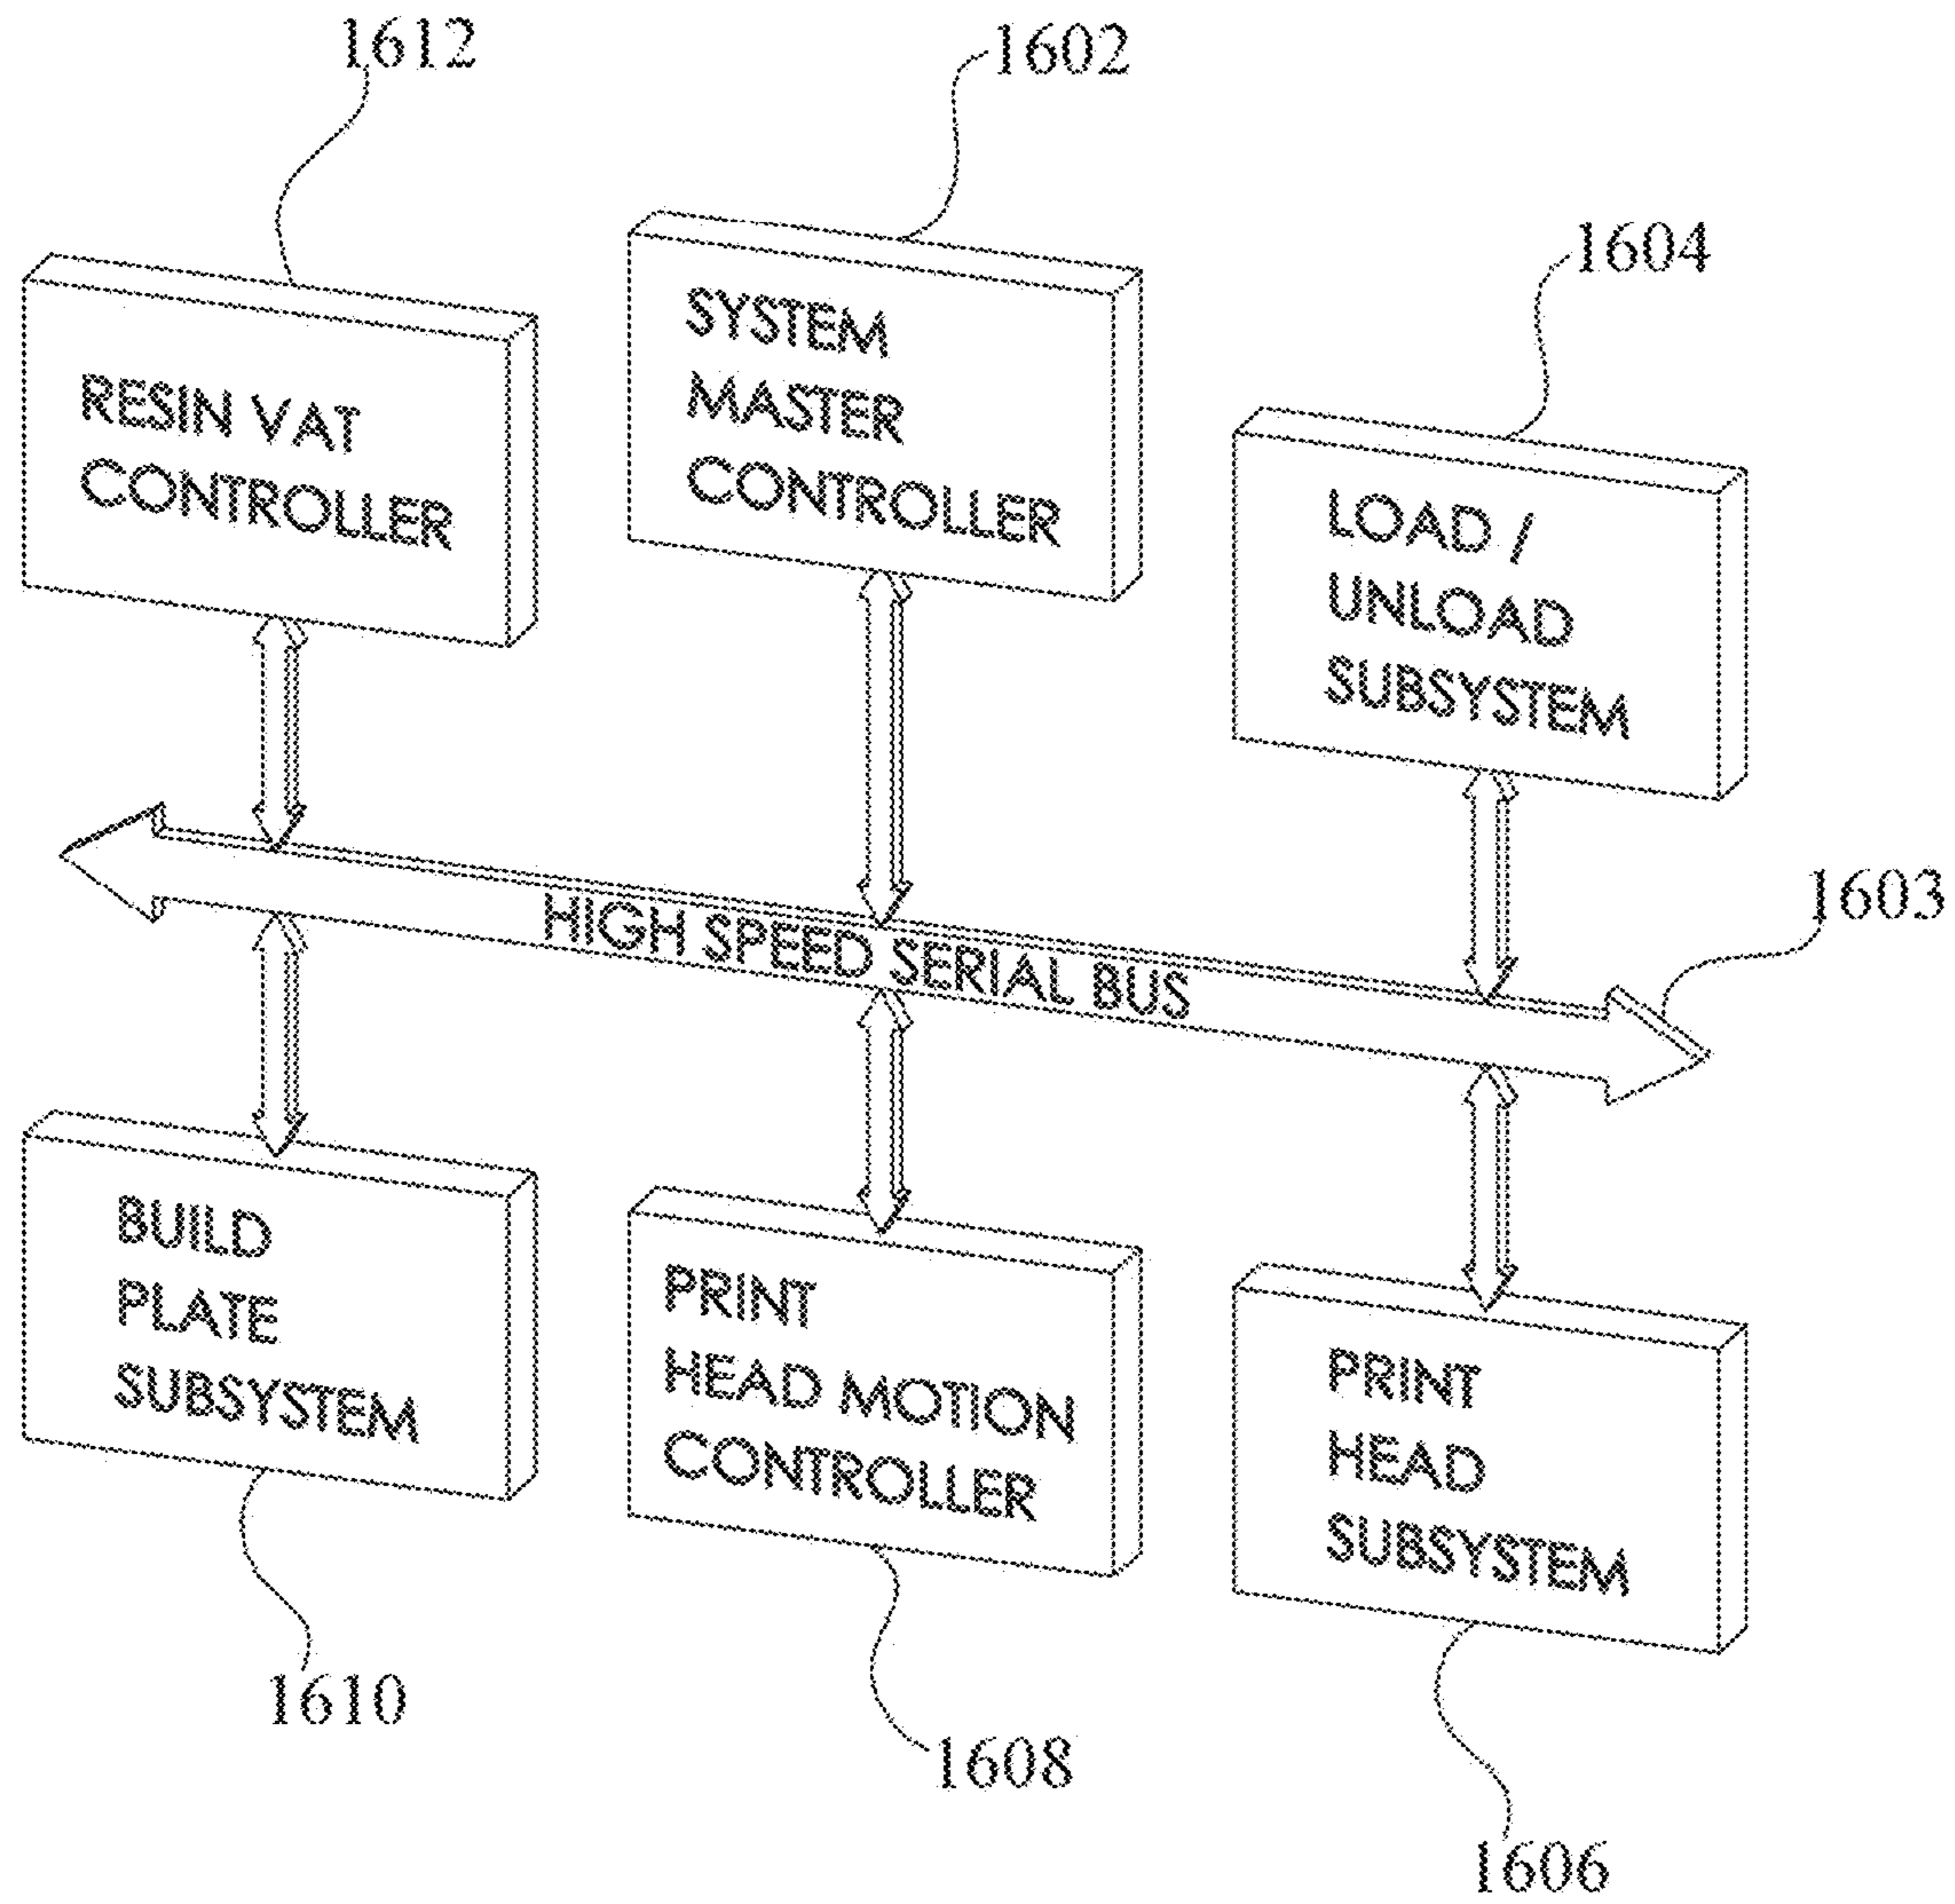 1612
1602
1604
RESIN VAT
CONTROLLER
SYSTEM
MASTER
CONTROLLER
LOAD /
UNLOAD
SUBSYSTEM
1603
HIGH SPEED SERIAL BUS
BUILD
PLATE
SUBSYSTEM
PRINT
HEAD MOTION
CONTROLLER
PRINT
HEAD
SUBSYSTEM
1610
1608
1606